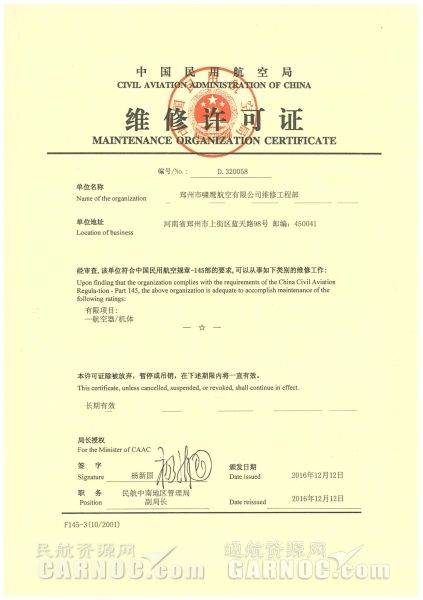 中国民用航空局
CIVIL AVIATION ADMINISTRATION OF CHINA
维修许可证
MAINTENANCE ORGANIZATION CERTIFICATE
编号/No.: D.320058
单位名称 郑州市啸鹰航空有限公司维修工程部
Name of the organization
单位地址 河南省郑州市上街区蓝天路98号 邮编: 450041
Location of business
经审查,该单位符合中国民用航空规章-145部的要求,可以从事如下类别的维修工作:
Upon finding that the organization complies with the requirements of the China Civil Aviation
Regula-tion - Part 145, the above organization is adequate to accomplish maintenance of the
following ratings:
有限项目:
—航空器/机体
— ☆ —
本许可证除被放弃, 暂停或吊销, 在下述期限内将一直有效。
This certificate, unless cancelled, suspended, or revoked, shall continue in effect.
长期有效
局长授权
For the Minister of CAAC
签 字 颁发日期
Signature 杨新圆 Date issued 2016年12月12日
职 务 民航中南地区管理局
Position 副局长 Date reissued 2016年12月12日
F145-3(10/2001)
民航资源网 通航资源网
CARNOC.com GARNOC.com